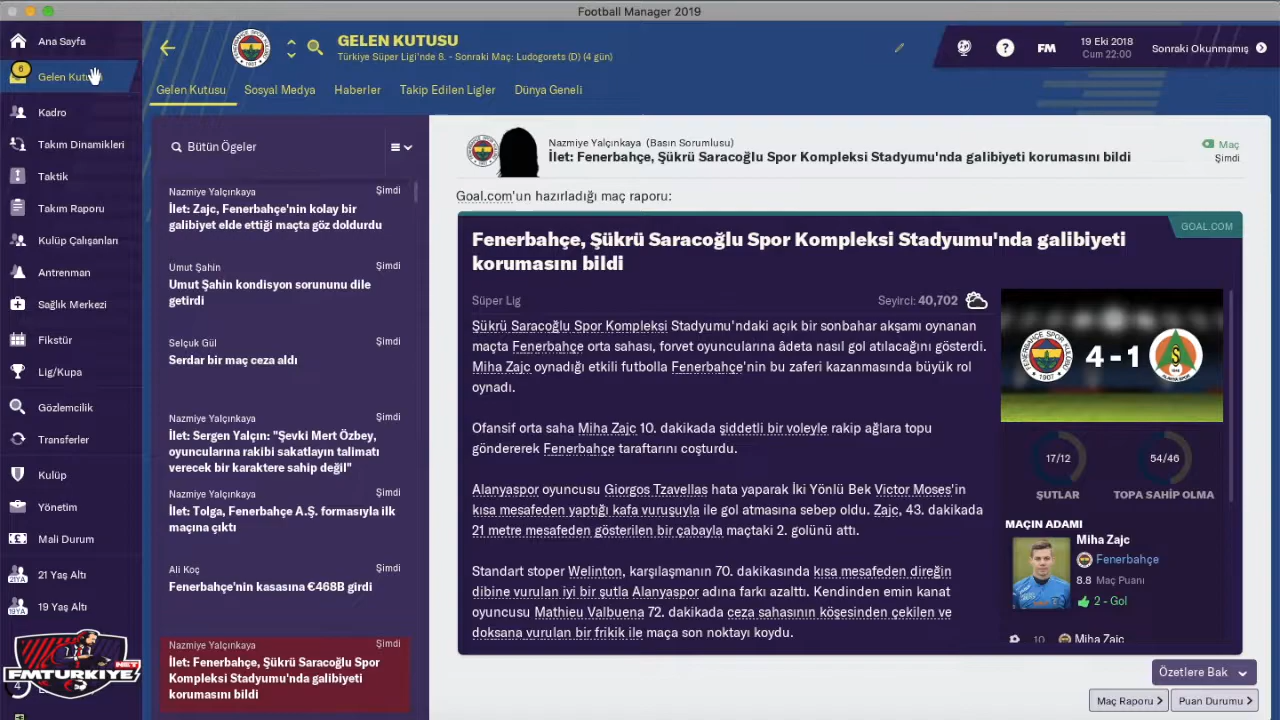 Football Manager 2019
Ana Sayfa
6
Gelen Kutusu
Kadro
Takım Dinamikleri
Taktik
Takım Raporu
Kulüp Çalışanları
Antrenman
Sağlık Merkezi
Fikstür
Lig/Kupa
Gözlemcilik
Transferler
Kulüp
Yönetim
Mali Durum
21YA
21 Yaş Altı
19YA
19 Yaş Altı
FMTURKIYE.NET
4
GELEN KUTUSU
Türkiye Süper Ligi'nde 8. - Sonraki Maç: Ludogorets (D) (4 gün)
FM
19 Eki 2018
Cum 22:00
Sonraki Okunmamış
Gelen Kutusu
Sosyal Medya
Haberler
Takip Edilen Ligler
Dünya Geneli
Bütün Ögeler
Nazmiye Yalçınkaya
Şimdi
İlet: Zajc, Fenerbahçe'nin kolay bir
galibiyet elde ettiği maçta göz doldurdu
Umut Şahin
Şimdi
Umut Şahin kondisyon sorununu dile
getirdi
Selçuk Gül
Şimdi
Serdar bir maç ceza aldı
Nazmiye Yalçınkaya
Şimdi
İlet: Sergen Yalçın: "Şevki Mert Özbey,
oyuncularına rakibi sakatlayın talimatı
verecek bir karaktere sahip değil"
Nazmiye Yalçınkaya
Şimdi
İlet: Tolga, Fenerbahçe A.Ş. formasıyla ilk
maçına çıktı
Ali Koç
Şimdi
Fenerbahçe'nin kasasına €468B girdi
Nazmiye Yalçınkaya
Şimdi
İlet: Fenerbahçe, Şükrü Saracoğlu Spor
Kompleksi Stadyumu'nda galibiyeti
korumasını bildi
Nazmiye Yalçınkaya (Basın Sorumlusu)
İlet: Fenerbahçe, Şükrü Saracoğlu Spor Kompleksi Stadyumu'nda galibiyeti korumasını bildi
Maç
Şimdi
Goal.com'un hazırladığı maç raporu:
GOAL.COM
Fenerbahçe, Şükrü Saracoğlu Spor Kompleksi Stadyumu'nda galibiyeti
korumasını bildi
Süper Lig
Seyirci: 40,702
Şükrü Saracoğlu Spor Kompleksi Stadyumu'ndaki açık bir sonbahar akşamı oynanan
maçta Fenerbahçe orta sahası, forvet oyuncularına âdeta nasıl gol atılacağını gösterdi.
Miha Zajc oynadığı etkili futbolla Fenerbahçe'nin bu zaferi kazanmasında büyük rol
oynadı.
Ofansif orta saha Miha Zajc 10. dakikada şiddetli bir voleyle rakip ağlara topu
göndererek Fenerbahçe taraftarını coşturdu.
Alanyaspor oyuncusu Giorgos Tzavellas hata yaparak İki Yönlü Bek Victor Moses'in
kısa mesafeden yaptığı kafa vuruşuyla ile gol atmasına sebep oldu. Zajc, 43. dakikada
21 metre mesafeden gösterilen bir çabayla maçtaki 2. golünü attı.
Standart stoper Welinton, karşılaşmanın 70. dakikasında kısa mesafeden direğin
dibine vurulan iyi bir şutla Alanyaspor adına farkı azalttı. Kendinden emin kanat
oyuncusu Mathieu Valbuena 72. dakikada ceza sahasının köşesinden çekilen ve
doksana vurulan bir frikik ile maça son noktayı koydu.
4 - 1
17/12
ŞUTLAR
54/46
TOPA SAHİP OLMA
MAÇIN ADAMI
Miha Zajc
Fenerbahçe
8.8 Maç Puanı
2 - Gol
10
Miha Zajc
Özetlere Bak
Maç Raporu
Puan Durumu